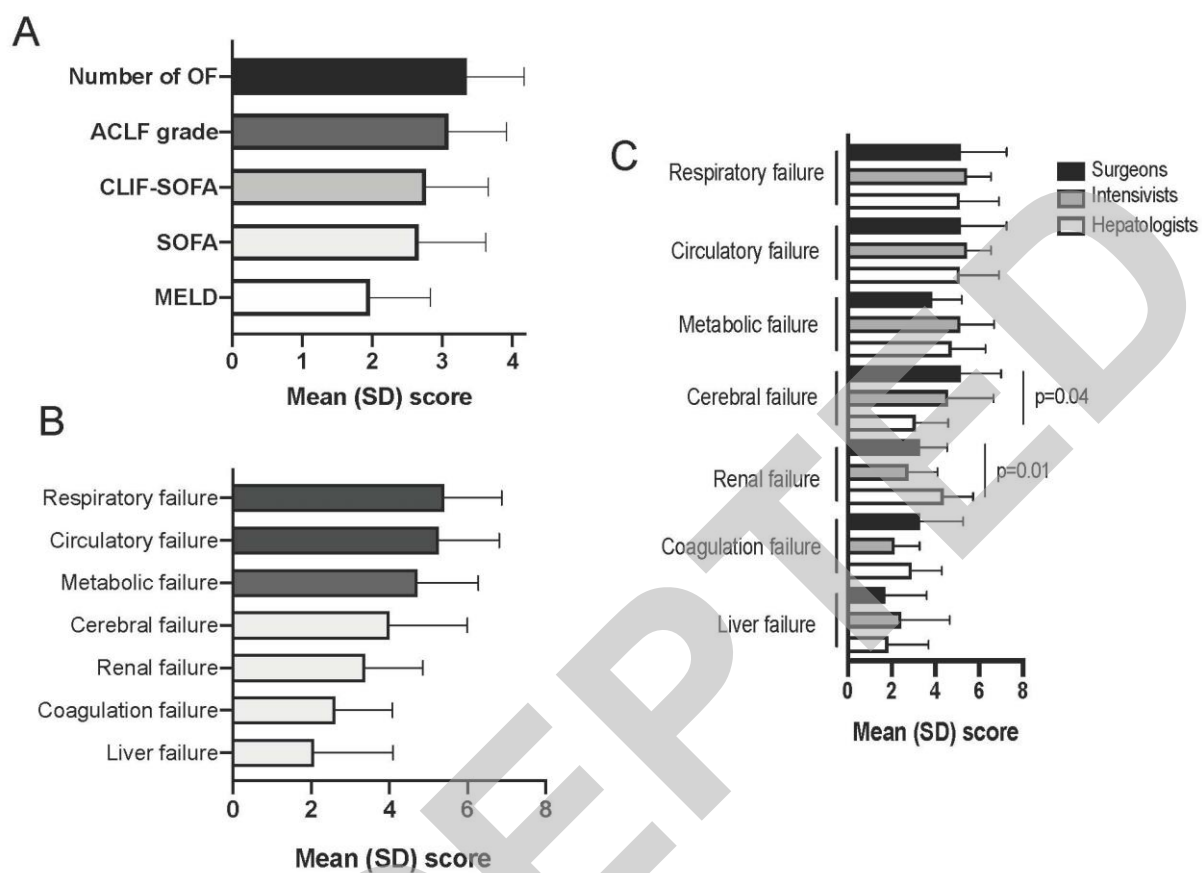 A
Number of OF
ACLF grade
CLIF-SOFA
SOFA
MELD
0 1 2 3 4
Mean (SD) score
B
Respiratory failure
Circulatory failure
Metabolic failure
Cerebral failure
Renal failure
Coagulation failure
Liver failure
0 2 4 6 8
Mean (SD) score
C
Surgeons
Intensivists
Hepatologists
Respiratory failure
Circulatory failure
Metabolic failure
Cerebral failure
p=0.04
Renal failure
p=0.01
Coagulation failure
Liver failure
0 2 4 6 8
Mean (SD) score
EPTED